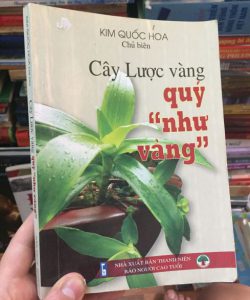 KIM QUỐC HOA
Chủ biên
Cây Lược vàng
quý
“như
vàng”
NHÀ XUẤT BẢN THANH NIÊN
BÁO NGƯỜI CAO TUỔI